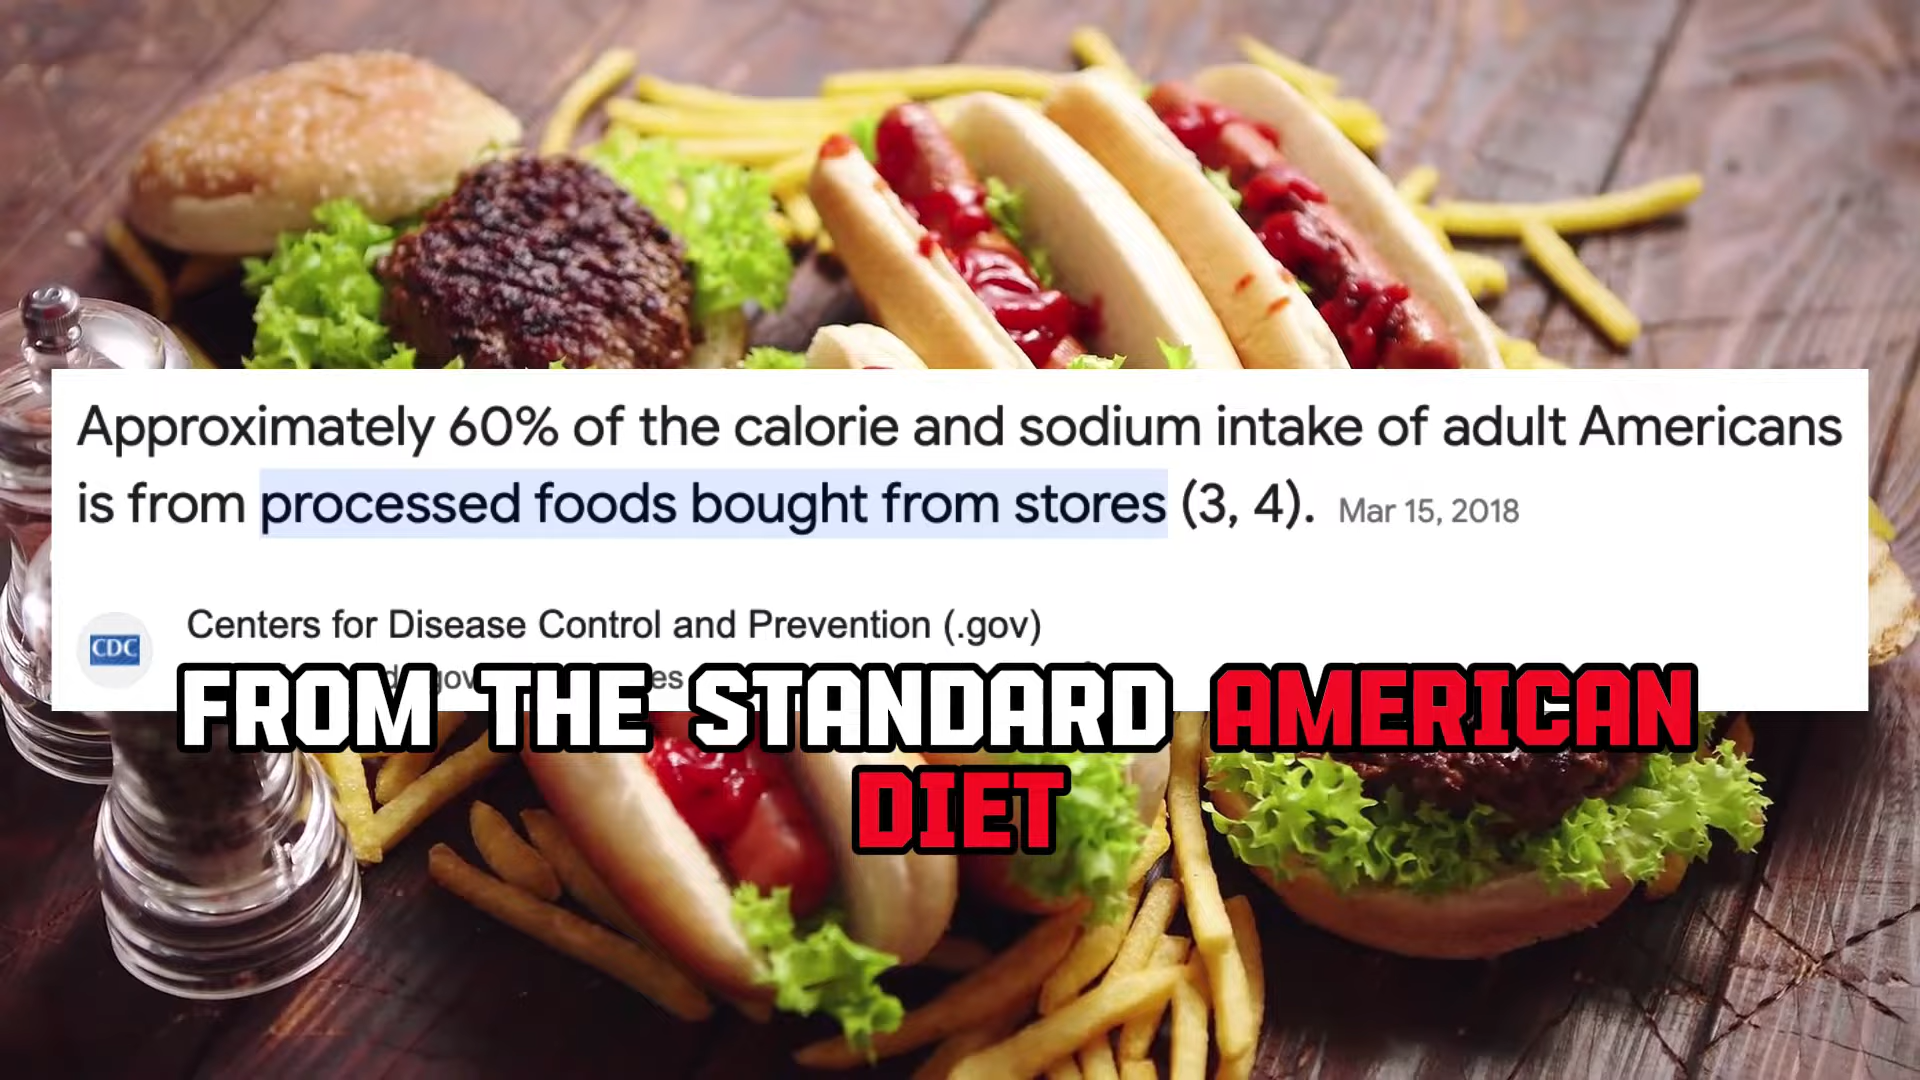 Approximately 60% of the calorie and sodium intake of adult Americans
is from processed foods bought from stores (3, 4). Mar 15, 2018
Centers for Disease Control and Prevention (.gov)
CDC
FROM THE STANDARD AMERICAN
DIET